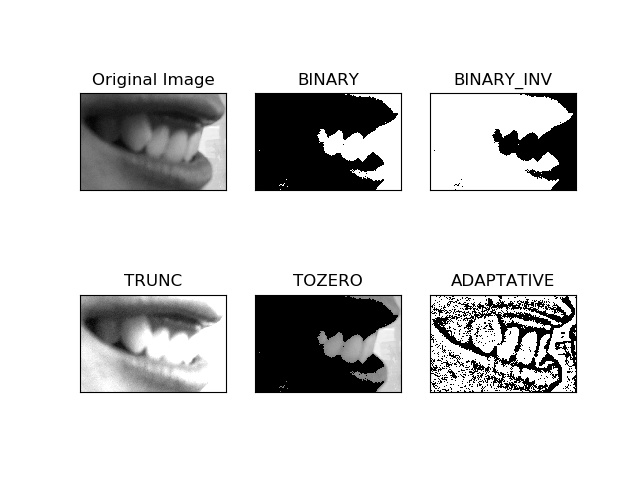 Original Image
BINARY
BINARY_INV
TRUNC
TOZERO
ADAPTATIVE